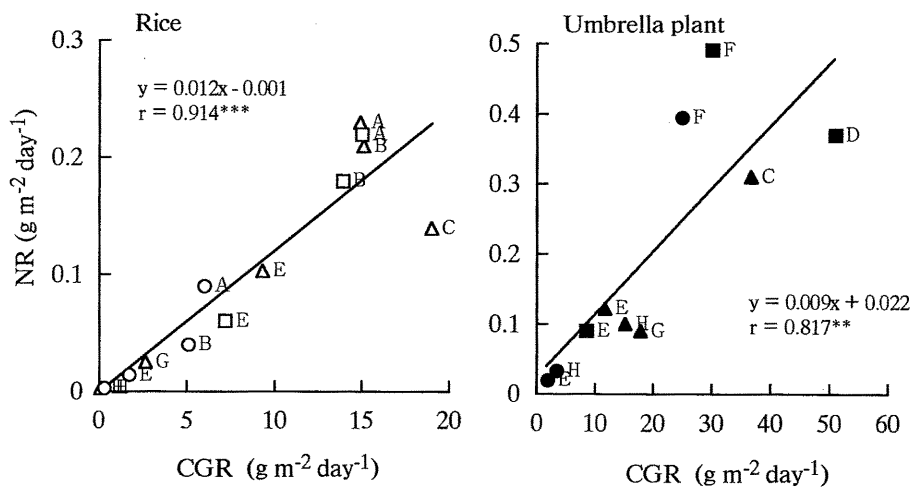 Rice
0.3
y = 0.012x - 0.001
r = 0.914***
0.2
0.1
0
A
A
B
B
C
E
A
E
B
G
E
H
0
5
10
15
20
NR (g m⁻² day⁻¹)
CGR (g m⁻² day⁻¹)
Umbrella plant
0.5
0.4
0.3
0.2
0.1
0
F
F
D
C
E
H
E
G
H
E
y = 0.009x + 0.022
r = 0.817**
0
10
20
30
40
50
60
CGR (g m⁻² day⁻¹)